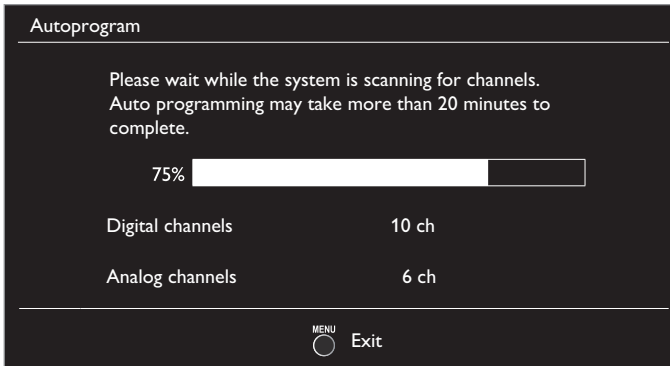 Autoprogram
Please wait while the system is scanning for channels.
Auto programming may take more than 20 minutes to
complete.
75%
Digital channels 10 ch
Analog channels 6 ch
MENU Exit